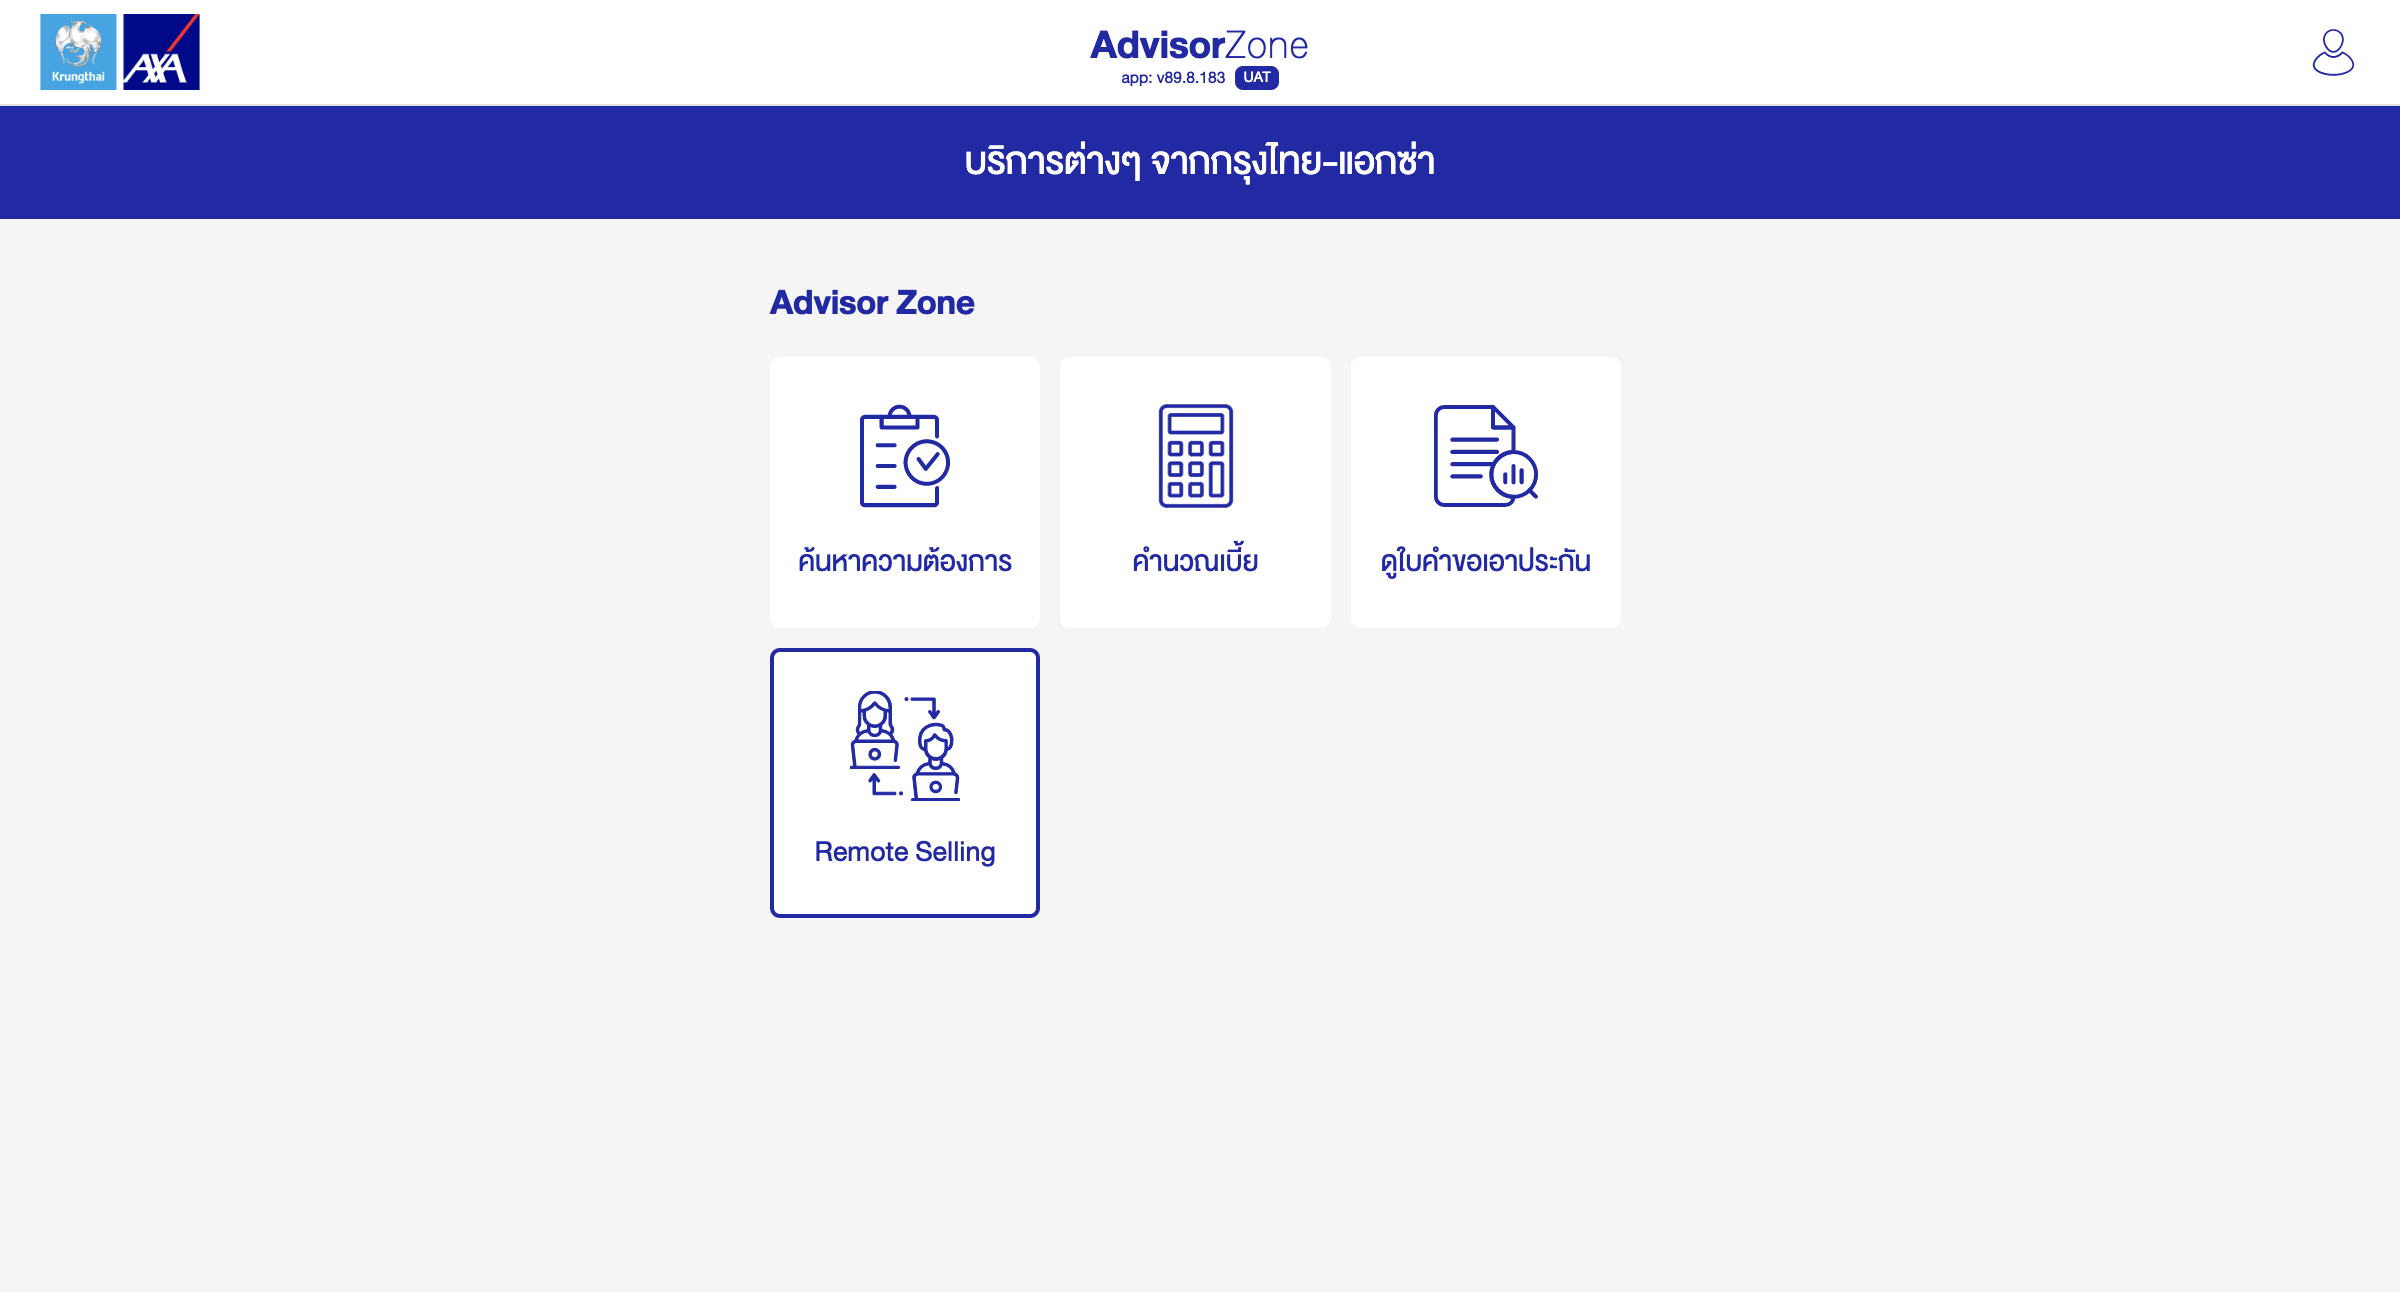 Krungthai
AXA
AdvisorZone
app: v89.8.183 UAT
บริการต่างๆ จากกรุงไทย-แอกซ่า
Advisor Zone
ค้นหาความต้องการ
คำนวณเบี้ย
ดูใบคำขอเอาประกัน
Remote Selling